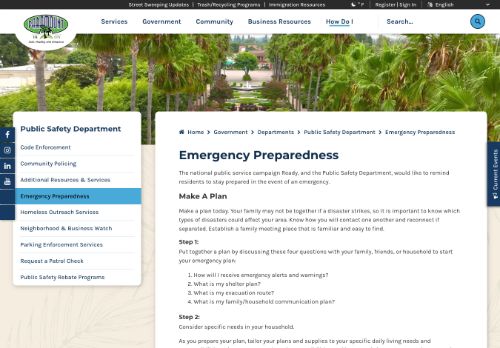 Street Sweeping Updates | Trash/Recycling Programs | Immigration Resources
°F | Register | Sign In | English
PARAMOUNT
Services Government Community Business Resources How Do I Search...
Public Safety Department
Code Enforcement
Community Policing
Additional Resources & Services
Emergency Preparedness
Homeless Outreach Services
Neighborhood & Business Watch
Parking Enforcement Services
Request a Patrol Check
Public Safety Rebate Programs
Home > Government > Departments > Public Safety Department > Emergency Preparedness
Emergency Preparedness
The national public service campaign Ready, and the Public Safety Department, would like to remind
residents to stay prepared in the event of an emergency.
Make A Plan
Make a plan today. Your family may not be together if a disaster strikes, so it is important to know which
types of disasters could affect your area. Know how you will contact one another and reconnect if
separated. Establish a family meeting place that is familiar and easy to find.
Step 1:
Put together a plan by discussing these four questions with your family, friends, or household to start
your emergency plan:
1. How will I receive emergency alerts and warnings?
2. What is my shelter plan?
3. What is my evacuation route?
4. What is my family/household communication plan?
Step 2:
Consider specific needs in your household.
As you prepare your plan, tailor your plans and supplies to your specific daily living needs and
Current Events